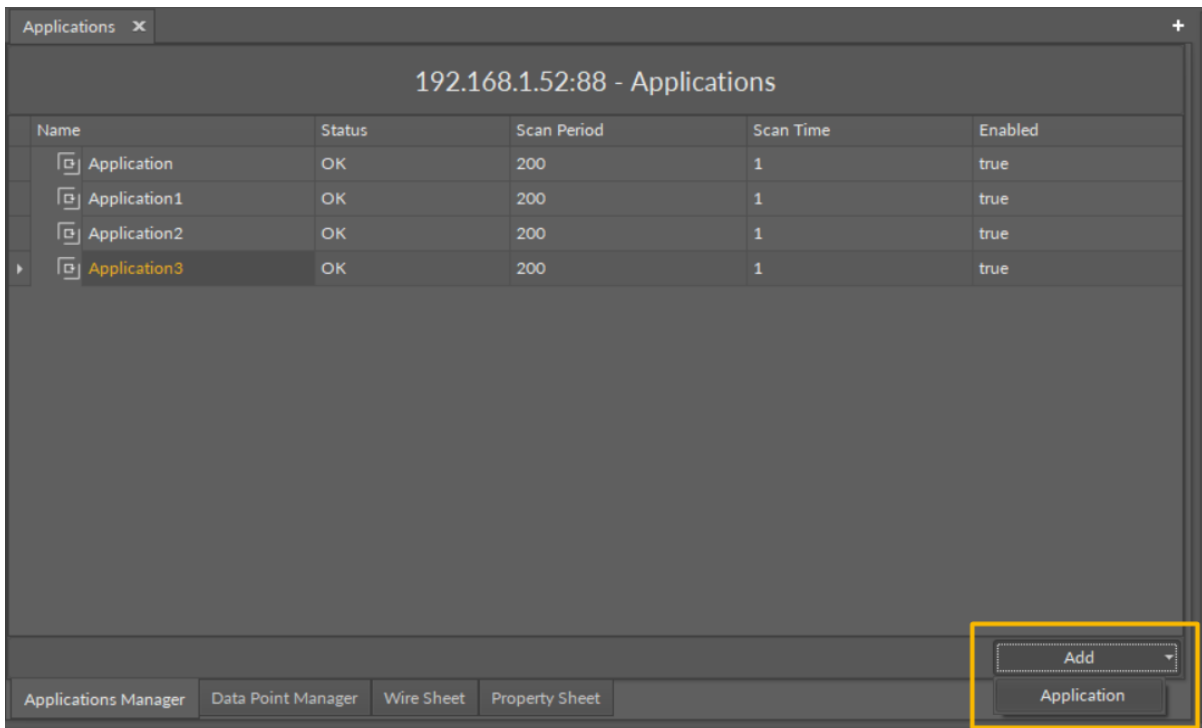 Applications
192.168.1.52:88 - Applications
Name Status Scan Period Scan Time Enabled
Application OK 200 1 true
Application1 OK 200 1 true
Application2 OK 200 1 true
Application3 OK 200 1 true
Add
Applications Manager Data Point Manager Wire Sheet Property Sheet Application